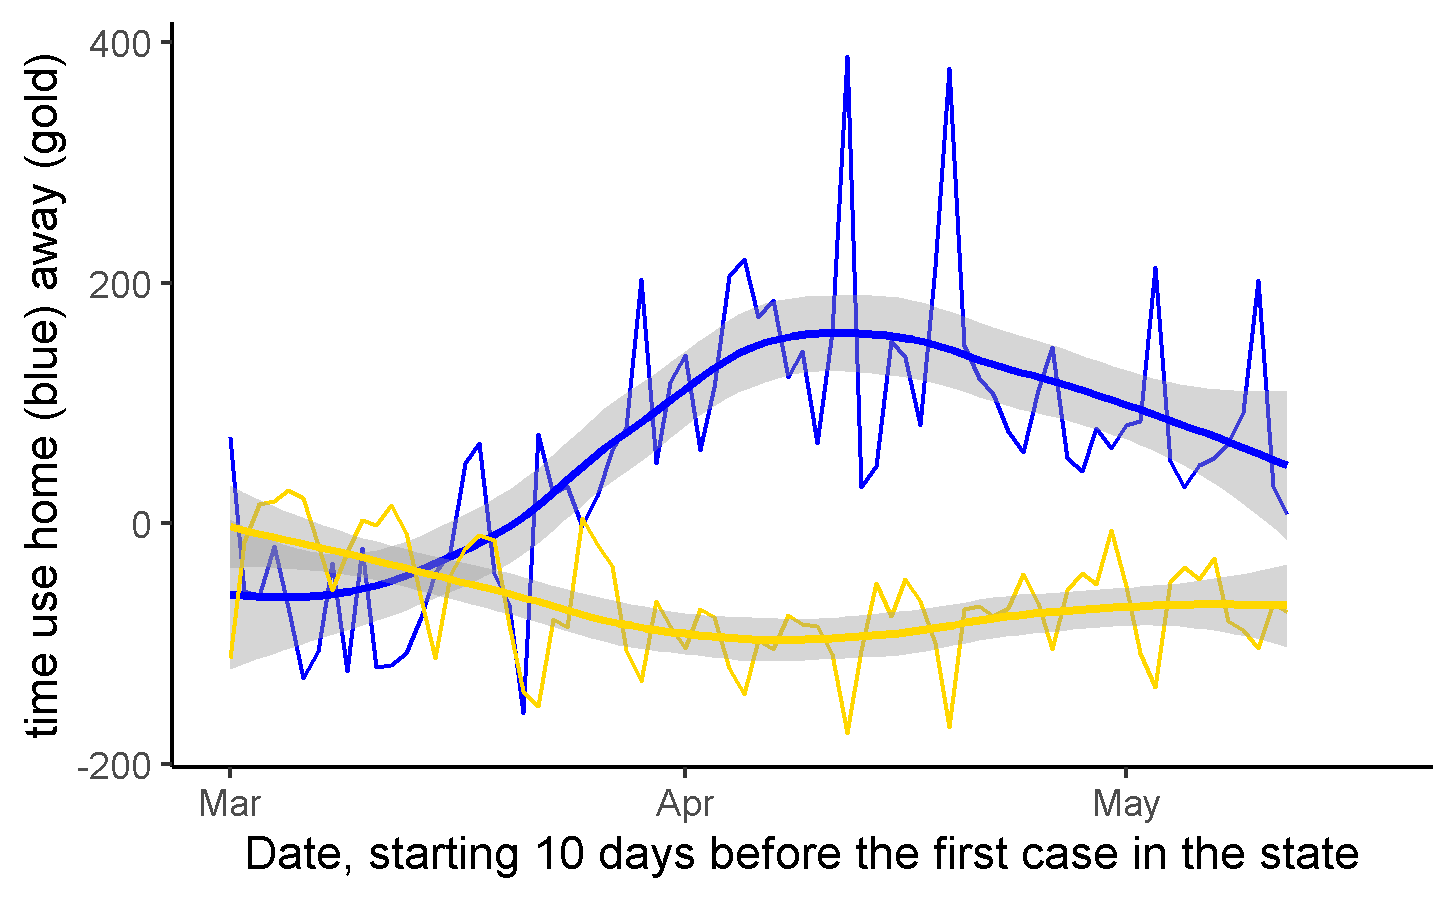 time use home (blue) away (gold)
400
200
0
-200
Mar
Apr
May
Date, starting 10 days before the first case in the state